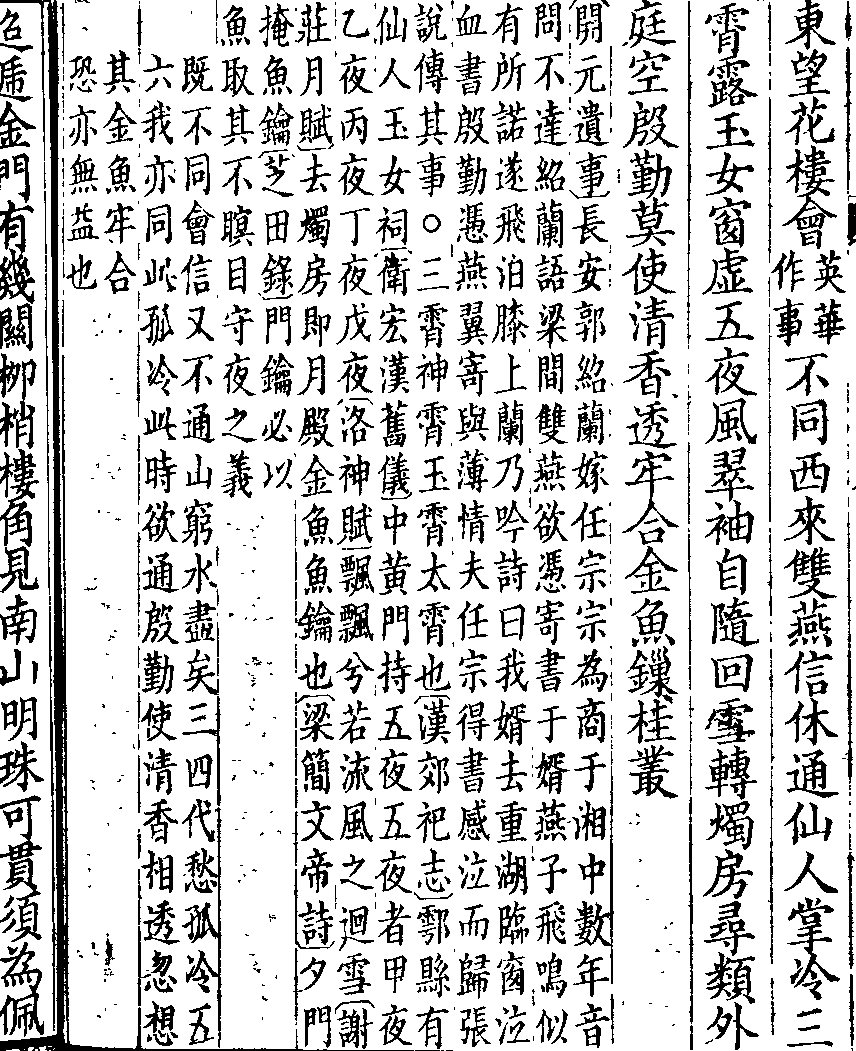 東望花樓會英華作事不同西來雙燕信休通仙人掌冷三
霄露玉女窗虛五夜風翠袖自隨回雪轉燭房尋類外
庭空殷勤莫使清香透牢合金魚鏁桂叢
開元遺事長安郭紹蘭嫁任宗宗為商于湘中數年音
問不達紹蘭語梁間雙燕欲憑寄書于婿燕子飛鳴似
有所諾遂飛泊膝上蘭乃吟詩曰我婿去重湖臨窗泣
血書殷勤憑燕翼寄與薄情夫任宗得書感泣而歸張
說傳其事○三霄神霄玉霄太霄也漢郊祀志鄠縣有
仙人玉女祠衛宏漢舊儀中黃門持五夜五夜者甲夜
乙夜丙夜丁夜戊夜洛神賦飄飄兮若流風之迴雪謝
莊月賦去燭房即月殿金魚魚鑰也梁簡文帝詩夕門
掩魚鑰芝田錄門鑰必以
魚取其不瞑目守夜之義
既不同會信又不通山窮水盡矣三四代愁孤冷五
六我亦同此孤冷此時欲通殷勤使清香相透忽想
其金魚牢合
恐亦無益也
迢遞金門有幾關柳梢樓角見南山明珠可貫須為佩